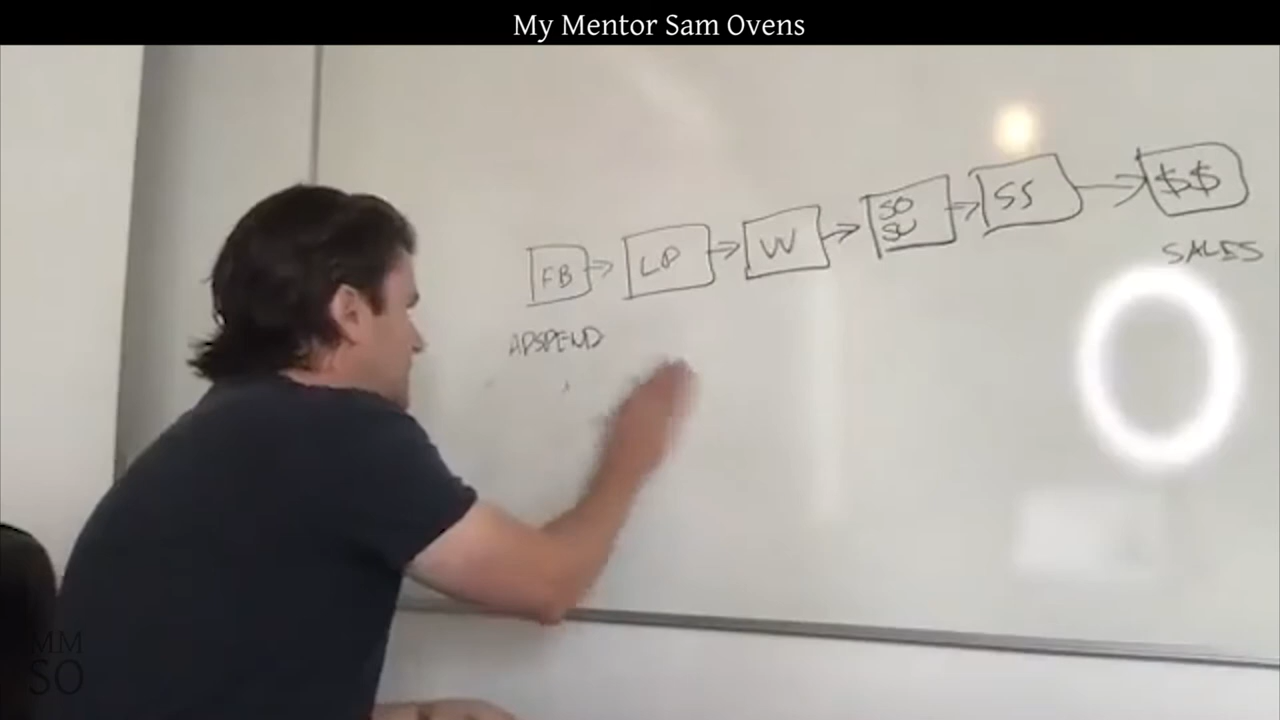 My Mentor Sam Ovens
FB → LP → W → SO SU → SS → $$
ADSPEND
SALES
MM
SO